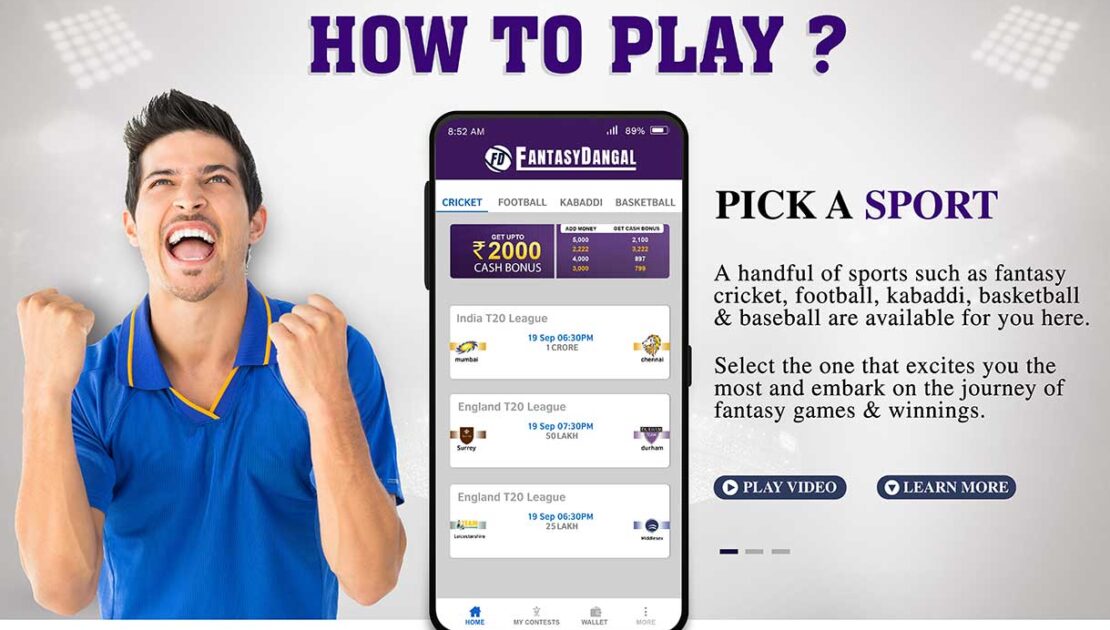 HOW TO PLAY ?
8:52 AM
89%
FD FANTASYDANGAL
CRICKET FOOTBALL KABADDI BASKETBALL
GET UPTO
₹2000
CASH BONUS
ADD MONEY GET CASH BONUS
5,000 2,100
2,222 3,222
4,000 897
3,000 799
India T20 League
19 Sep 06:30PM
1 CRORE
mumbai
chennai
England T20 League
19 Sep 07:30PM
50 LAKH
Surrey
durham
England T20 League
19 Sep 06:30PM
25 LAKH
Leicestershire
Middlesex
HOME MY CONTESTS WALLET MORE
PICK A SPORT
A handful of sports such as fantasy
cricket, football, kabaddi, basketball
& baseball are available for you here.
Select the one that excites you the
most and embark on the journey of
fantasy games & winnings.
PLAY VIDEO
LEARN MORE